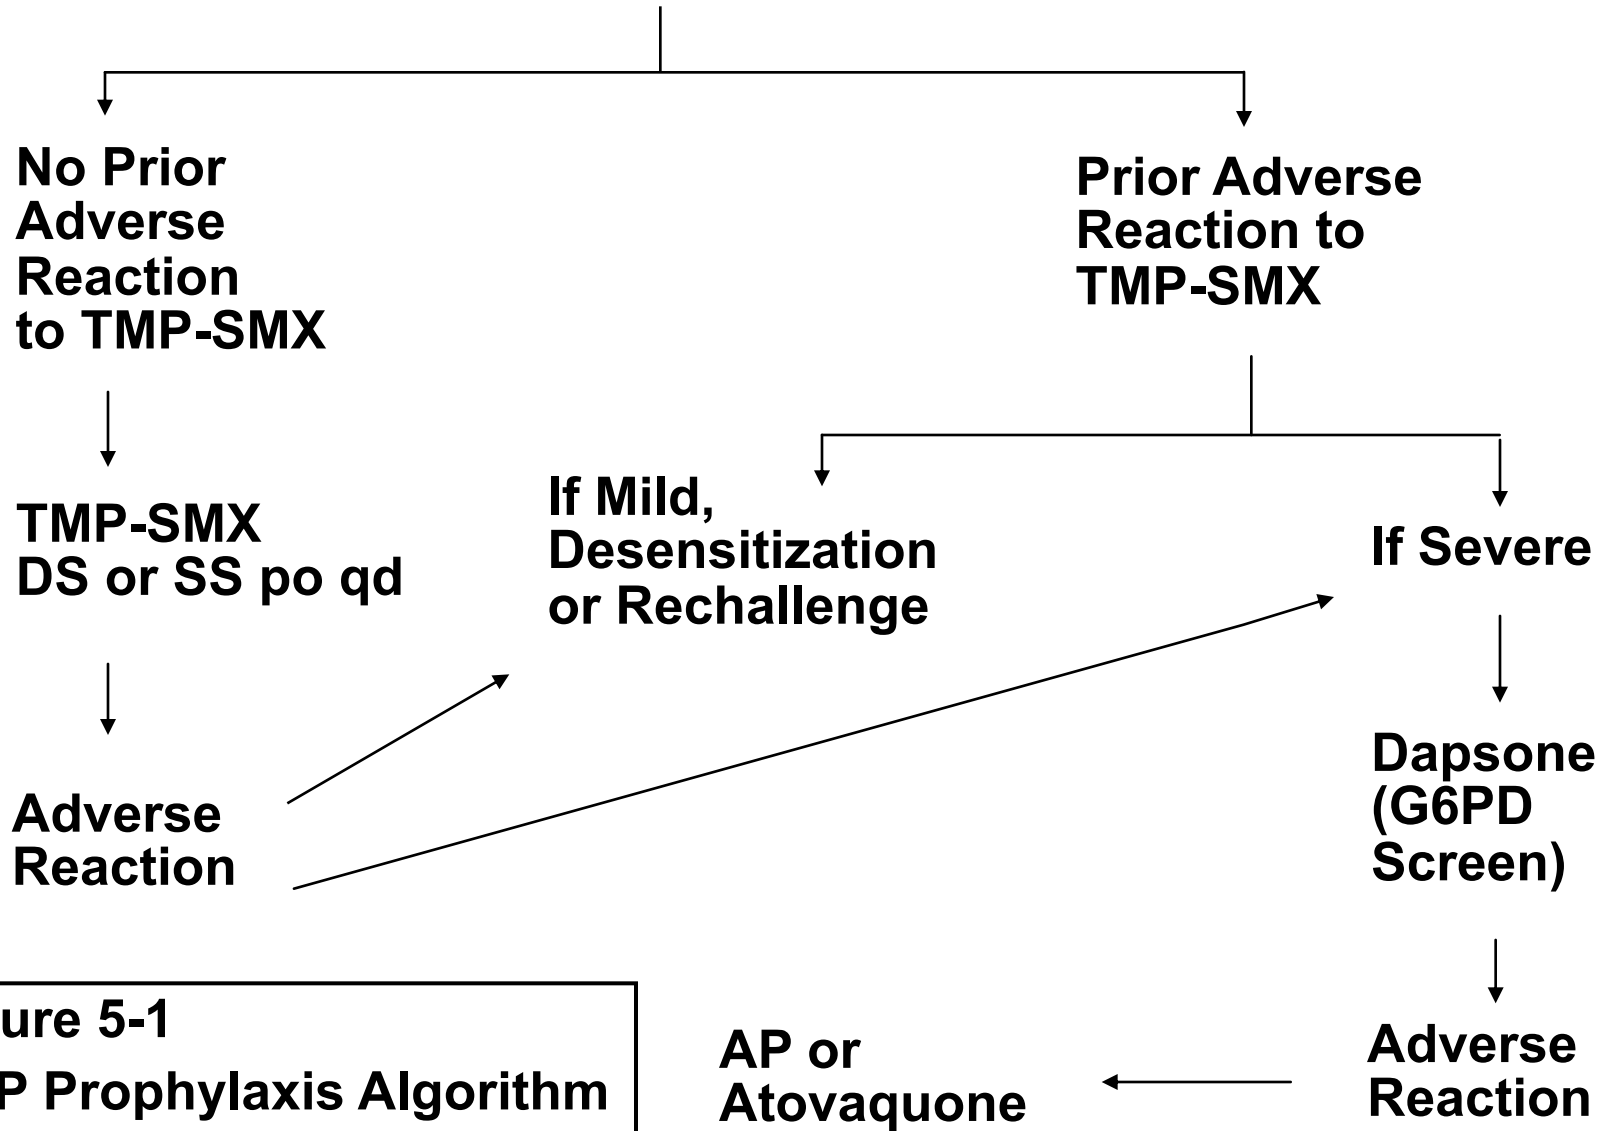 No Prior
Adverse
Reaction
to TMP-SMX
Prior Adverse
Reaction to
TMP-SMX
TMP-SMX
DS or SS po qd
If Mild,
Desensitization
or Rechallenge
If Severe
Adverse
Reaction
Dapsone
(G6PD
Screen)
Adverse
Reaction
AP or
Atovaquone
ure 5-1
P Prophylaxis Algorithm